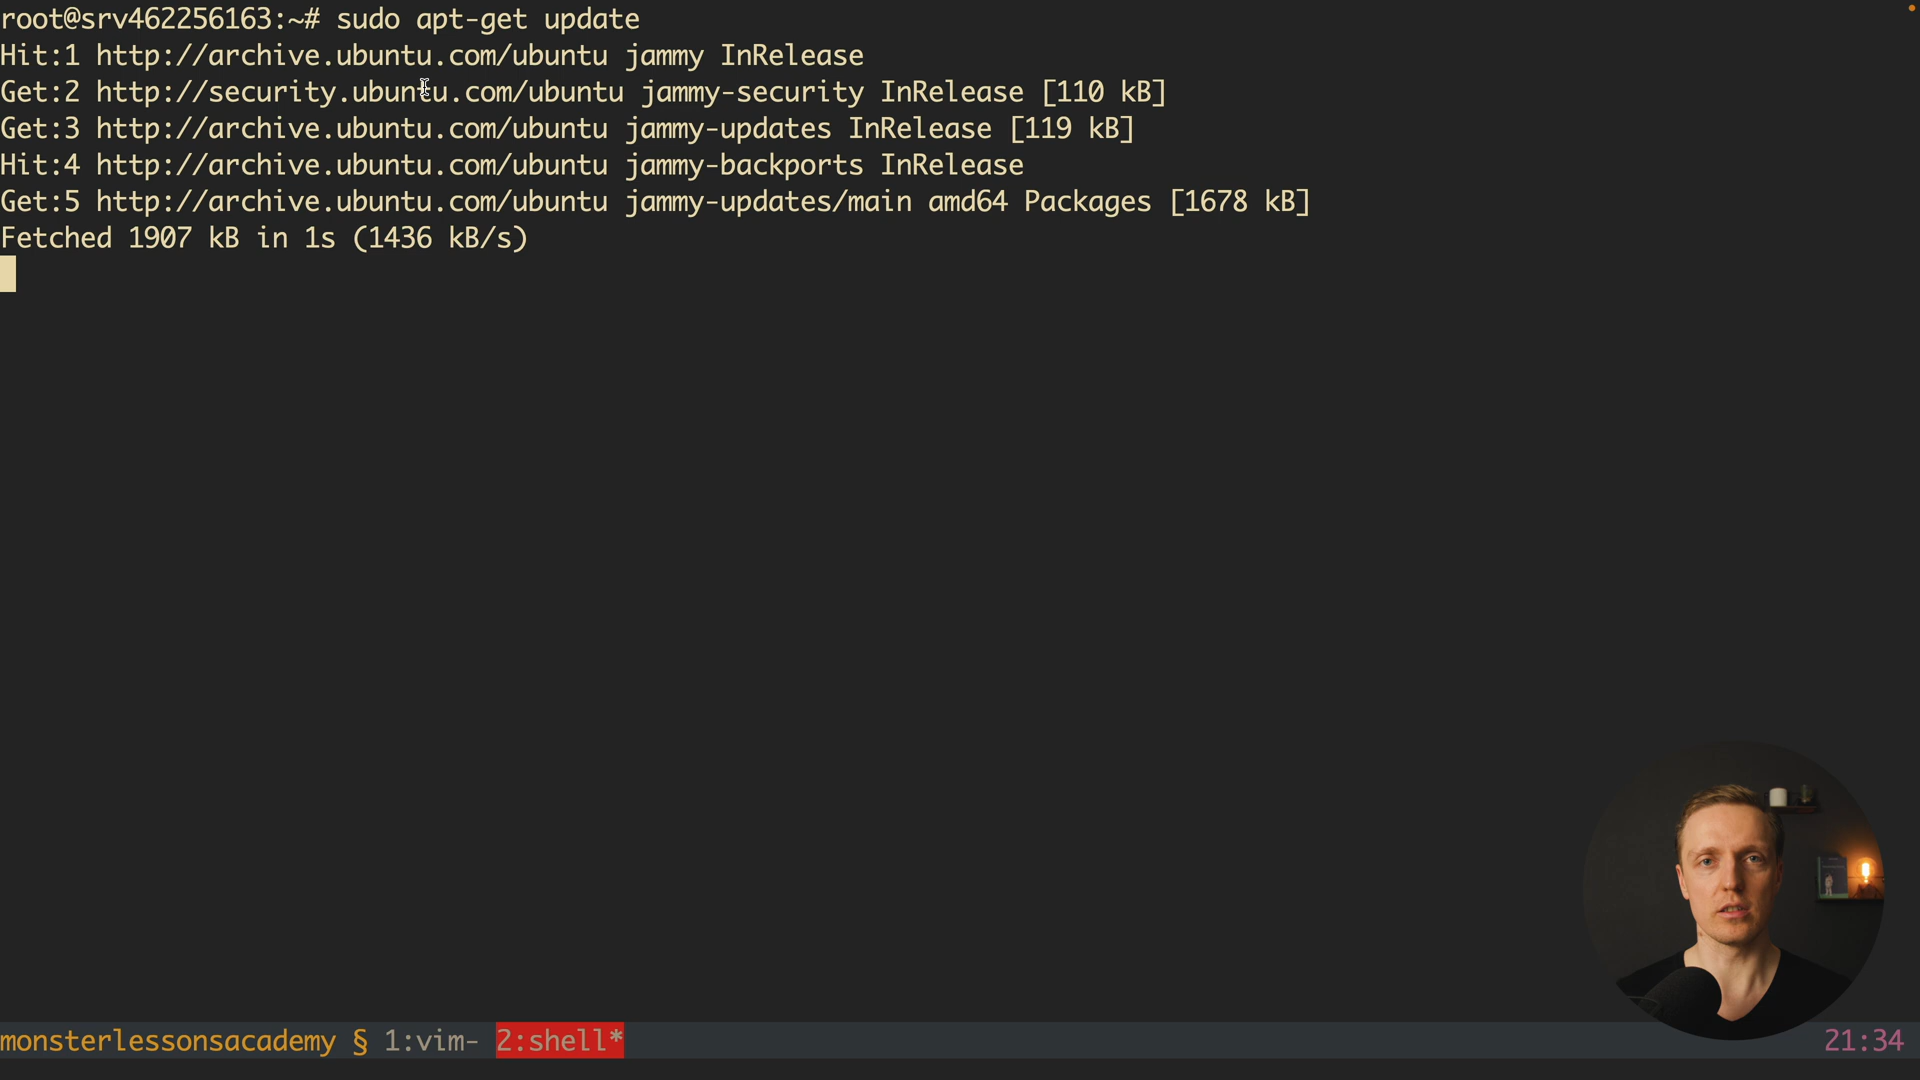 root@srv462256163:~# sudo apt-get update
Hit:1 http://archive.ubuntu.com/ubuntu jammy InRelease
Get:2 http://security.ubuntu.com/ubuntu jammy-security InRelease [110 kB]
Get:3 http://archive.ubuntu.com/ubuntu jammy-updates InRelease [119 kB]
Hit:4 http://archive.ubuntu.com/ubuntu jammy-backports InRelease
Get:5 http://archive.ubuntu.com/ubuntu jammy-updates/main amd64 Packages [1678 kB]
Fetched 1907 kB in 1s (1436 kB/s)
monsterlessonsacademy § 1:vim- 2:shell* 21:34